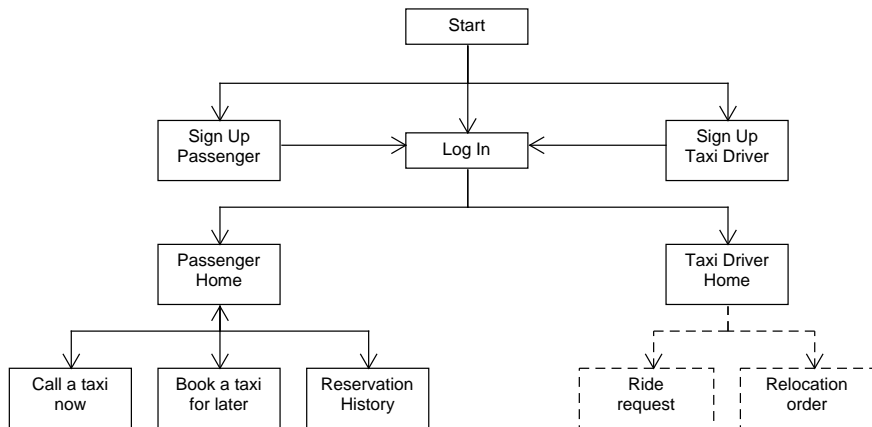 Start
Sign Up
Passenger
Log In
Sign Up
Taxi Driver
Passenger
Home
Taxi Driver
Home
Call a taxi
now
Book a taxi
for later
Reservation
History
Ride
request
Relocation
order